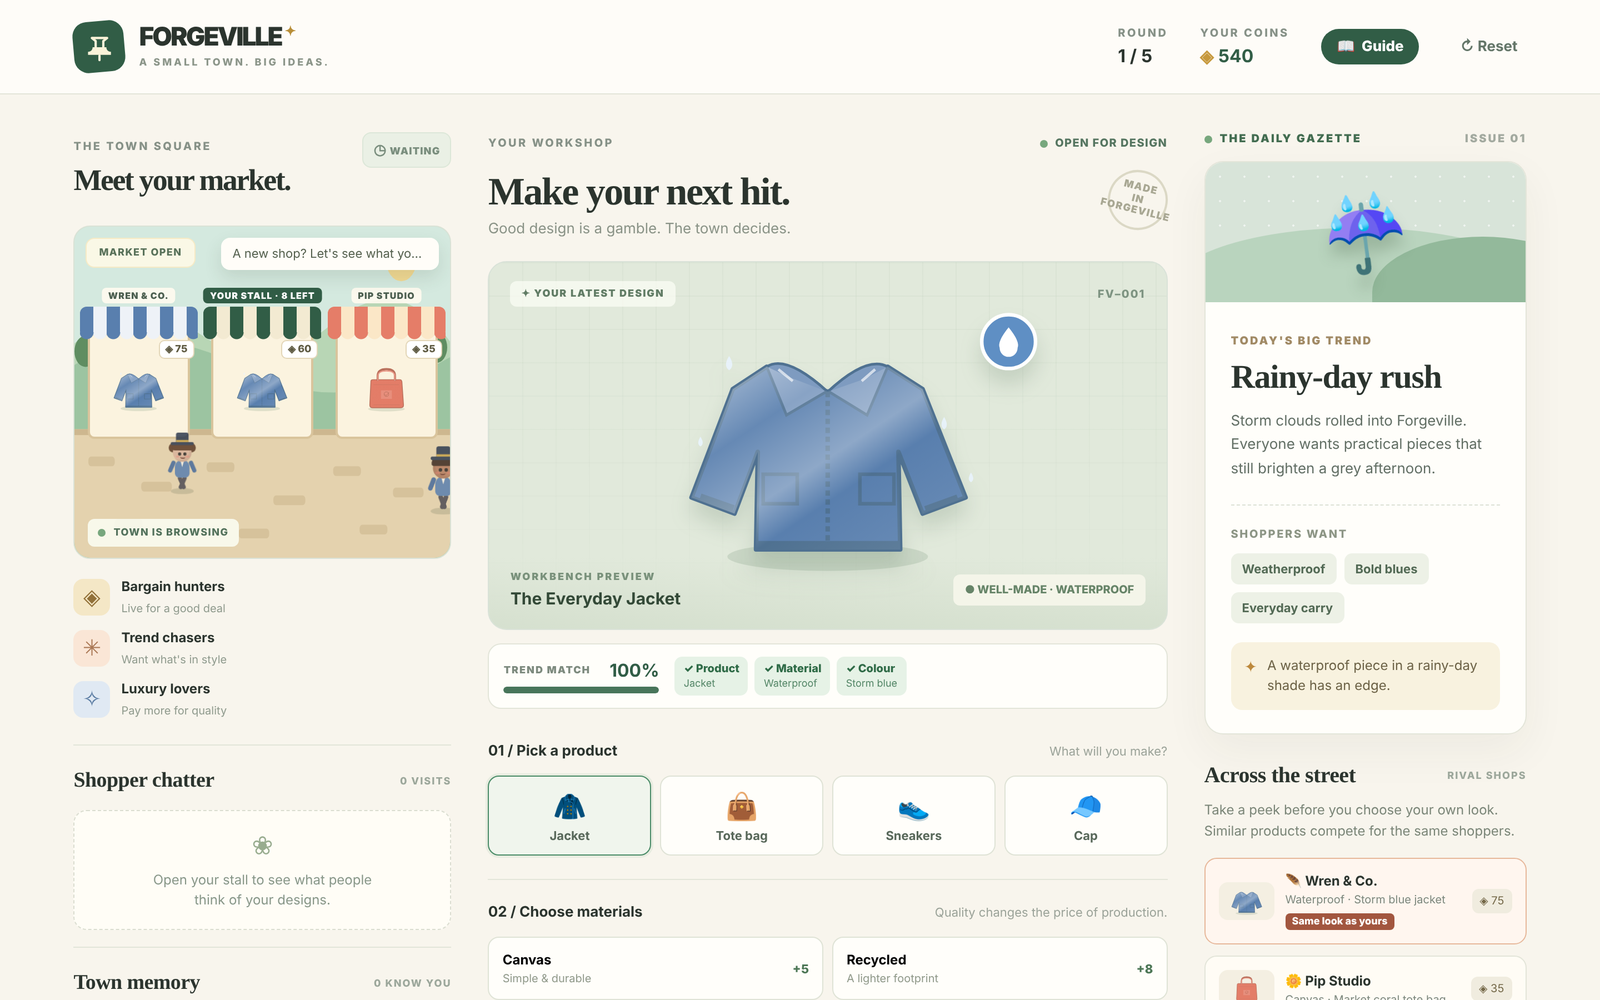 FORGEVILLE
A SMALL TOWN. BIG IDEAS.
ROUND
1 / 5
YOUR COINS
540
Guide
Reset
THE TOWN SQUARE
WAITING
Meet your market.
MARKET OPEN
A new shop? Let's see what yo...
WREN & CO.
YOUR STALL · 8 LEFT
PIP STUDIO
75
60
35
TOWN IS BROWSING
Bargain hunters
Live for a good deal
Trend chasers
Want what's in style
Luxury lovers
Pay more for quality
Shopper chatter
0 VISITS
Open your stall to see what people
think of your designs.
Town memory
0 KNOW YOU
YOUR WORKSHOP
OPEN FOR DESIGN
Make your next hit.
Good design is a gamble. The town decides.
MADE
IN
FORGEVILLE
YOUR LATEST DESIGN
FV–001
WORKBENCH PREVIEW
The Everyday Jacket
WELL-MADE · WATERPROOF
TREND MATCH
100%
✓ Product
Jacket
✓ Material
Waterproof
✓ Colour
Storm blue
01 / Pick a product
What will you make?
Jacket
Tote bag
Sneakers
Cap
02 / Choose materials
Quality changes the price of production.
Canvas
Simple & durable
+5
Recycled
A lighter footprint
+8
THE DAILY GAZETTE
ISSUE 01
TODAY'S BIG TREND
Rainy-day rush
Storm clouds rolled into Forgeville.
Everyone wants practical pieces that
still brighten a grey afternoon.
SHOPPERS WANT
Weatherproof
Bold blues
Everyday carry
A waterproof piece in a rainy-day
shade has an edge.
Across the street
RIVAL SHOPS
Take a peek before you choose your own look.
Similar products compete for the same shoppers.
Wren & Co.
Waterproof · Storm blue jacket
Same look as yours
75
Pip Studio
Canvas · Market coral tote bag
35